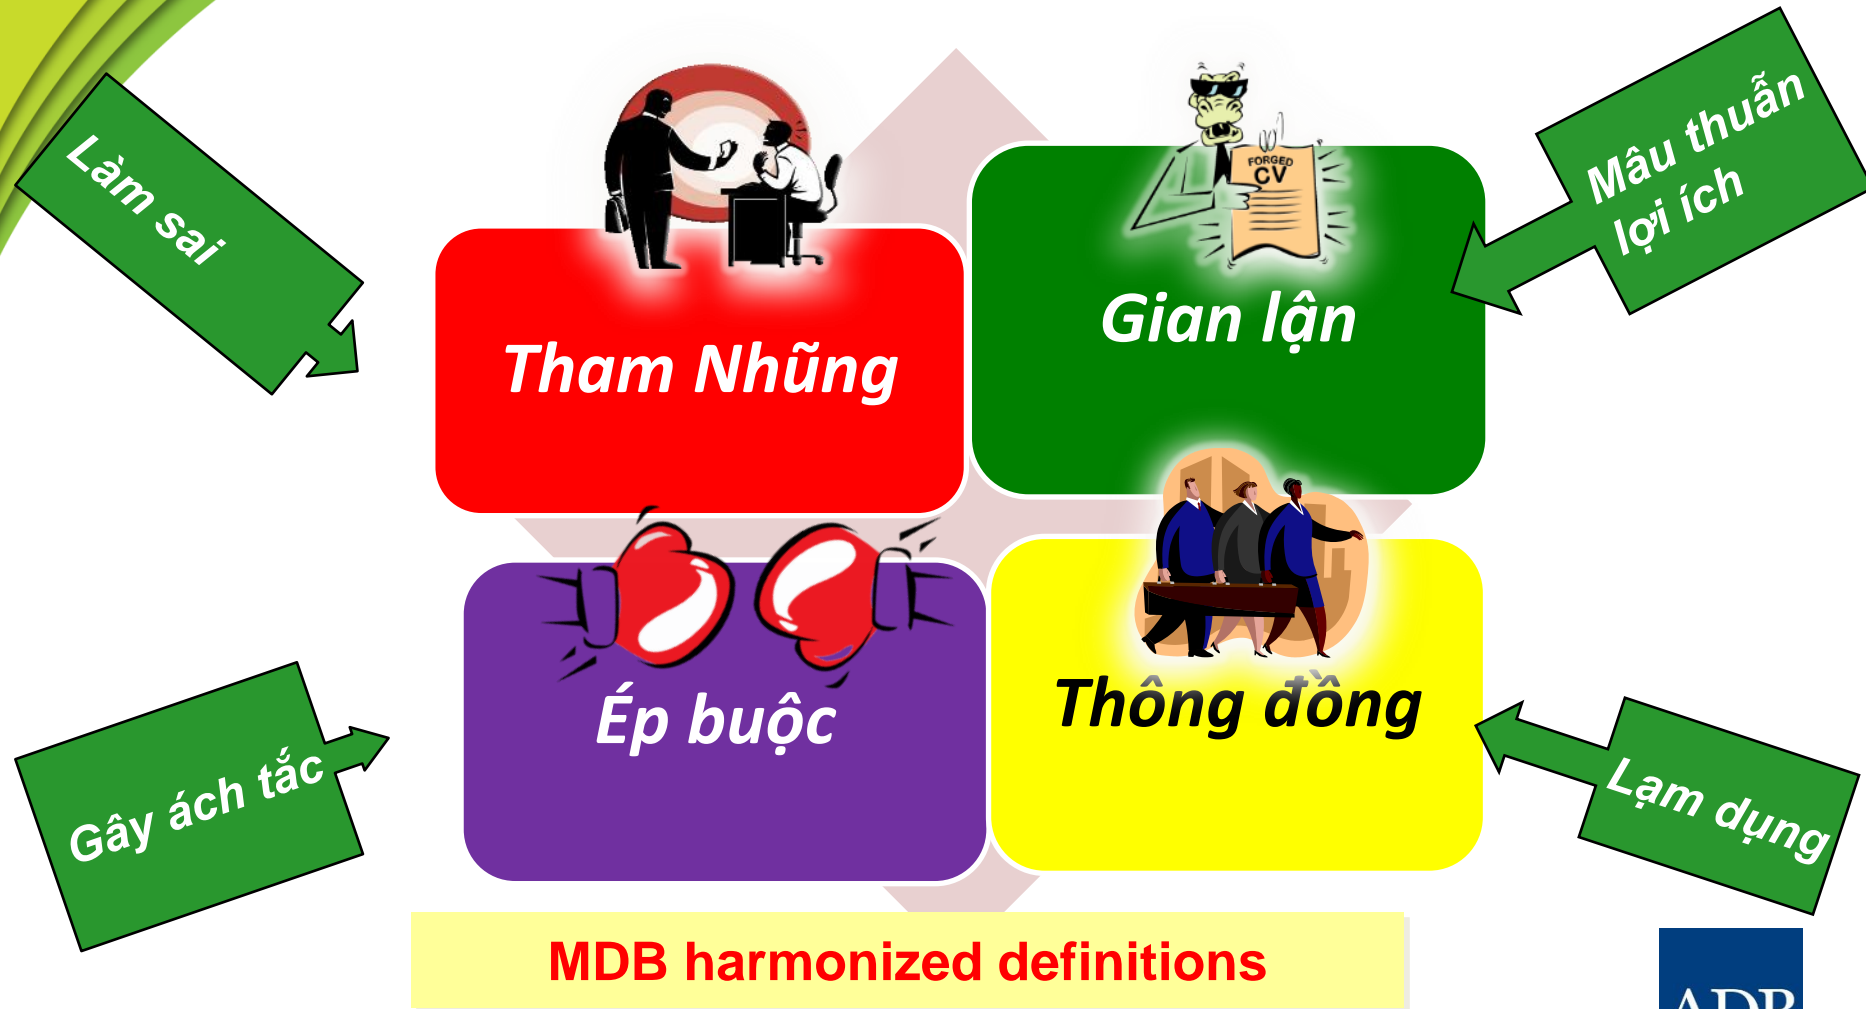 Làm sai
Mâu thuẫn
lợi ích
FORGED
CV
Tham Nhũng
Gian lận
Ép buộc
Thông đồng
Gây ách tắc
Lạm dụng
MDB harmonized definitions
ADB